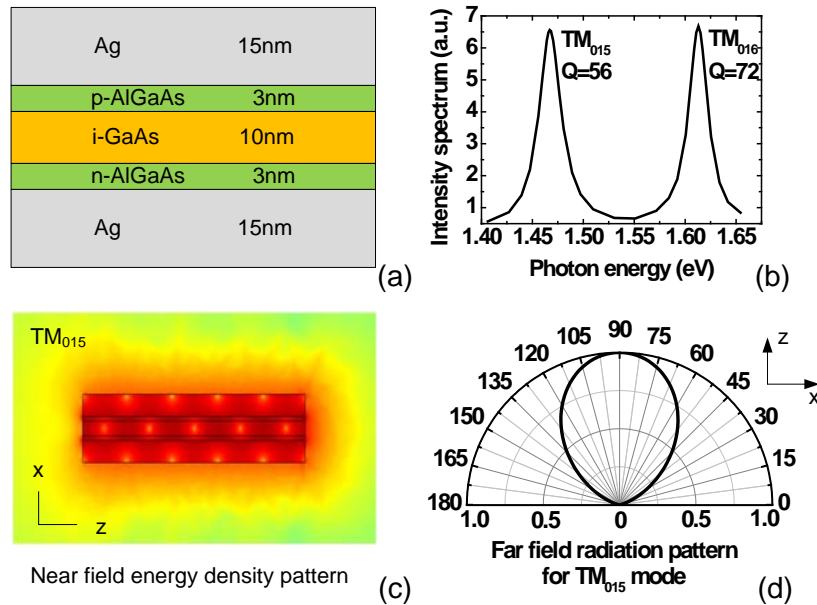 Ag 15nm
p-AlGaAs 3nm
i-GaAs 10nm
n-AlGaAs 3nm
Ag 15nm
(a)
Intensity spectrum (a.u.)
7
6
5
4
3
2
1
TM015
Q=56
TM016
Q=72
1.40 1.45 1.50 1.55 1.60 1.65
Photon energy (eV)
(b)
TM015
x
z
Near field energy density pattern
(c)
90
105 75
120 60
135 45
150 30
165 15
180 0
1.0 0.5 0 0.5 1.0
z
x
Far field radiation pattern
for TM015 mode
(d)